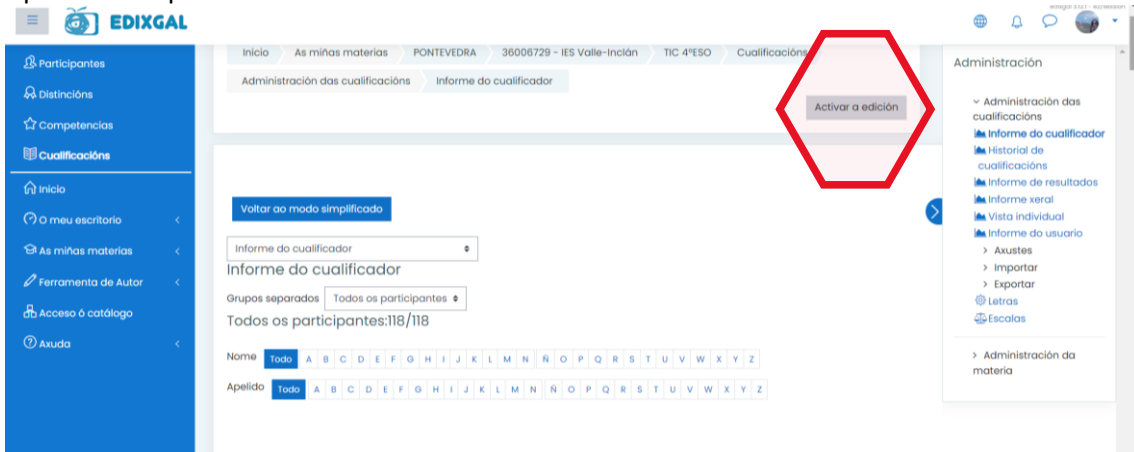 EDIXGAL
Participantes
Distincións
Competencias
Cualificacións
Inicio
O meu escritorio
As miñas materias
Ferramenta de Autor
Acceso ó catálogo
Axuda
Inicio As miñas materias PONTEVEDRA 36006729 - IES Valle-Inclán TIC 4ºESO Cualificacións
Administración das cualificacións Informe do cualificador
Activar a edición
Voltar ao modo simplificado
Informe do cualificador
Informe do cualificador
Grupos separados Todos os participantes
Todos os participantes:118/118
Nome Todo A B C D E F G H I J K L M N Ñ O P Q R S T U V W X Y Z
Apelido Todo A B C D E F G H I J K L M N Ñ O P Q R S T U V W X Y Z
Administración
Administración das
cualificacións
Informe do cualificador
Historial de
cualificacións
Informe de resultados
Informe xeral
Vista individual
Informe do usuario
Axustes
Importar
Exportar
Letras
Escalas
Administración da
materia